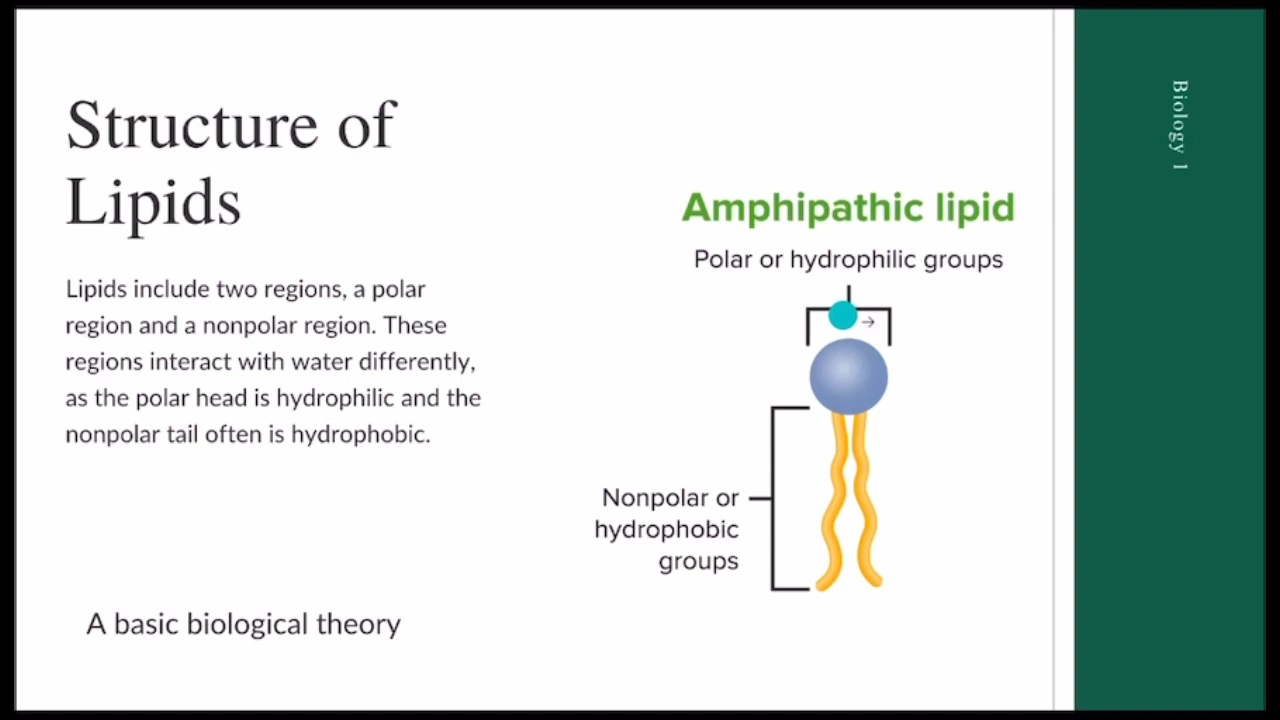 Structure of
Lipids
Lipids include two regions, a polar
region and a nonpolar region. These
regions interact with water differently,
as the polar head is hydrophilic and the
nonpolar tail often is hydrophobic.
A basic biological theory
Amphipathic lipid
Polar or hydrophilic groups
→
Nonpolar or
hydrophobic
groups
Biology 1